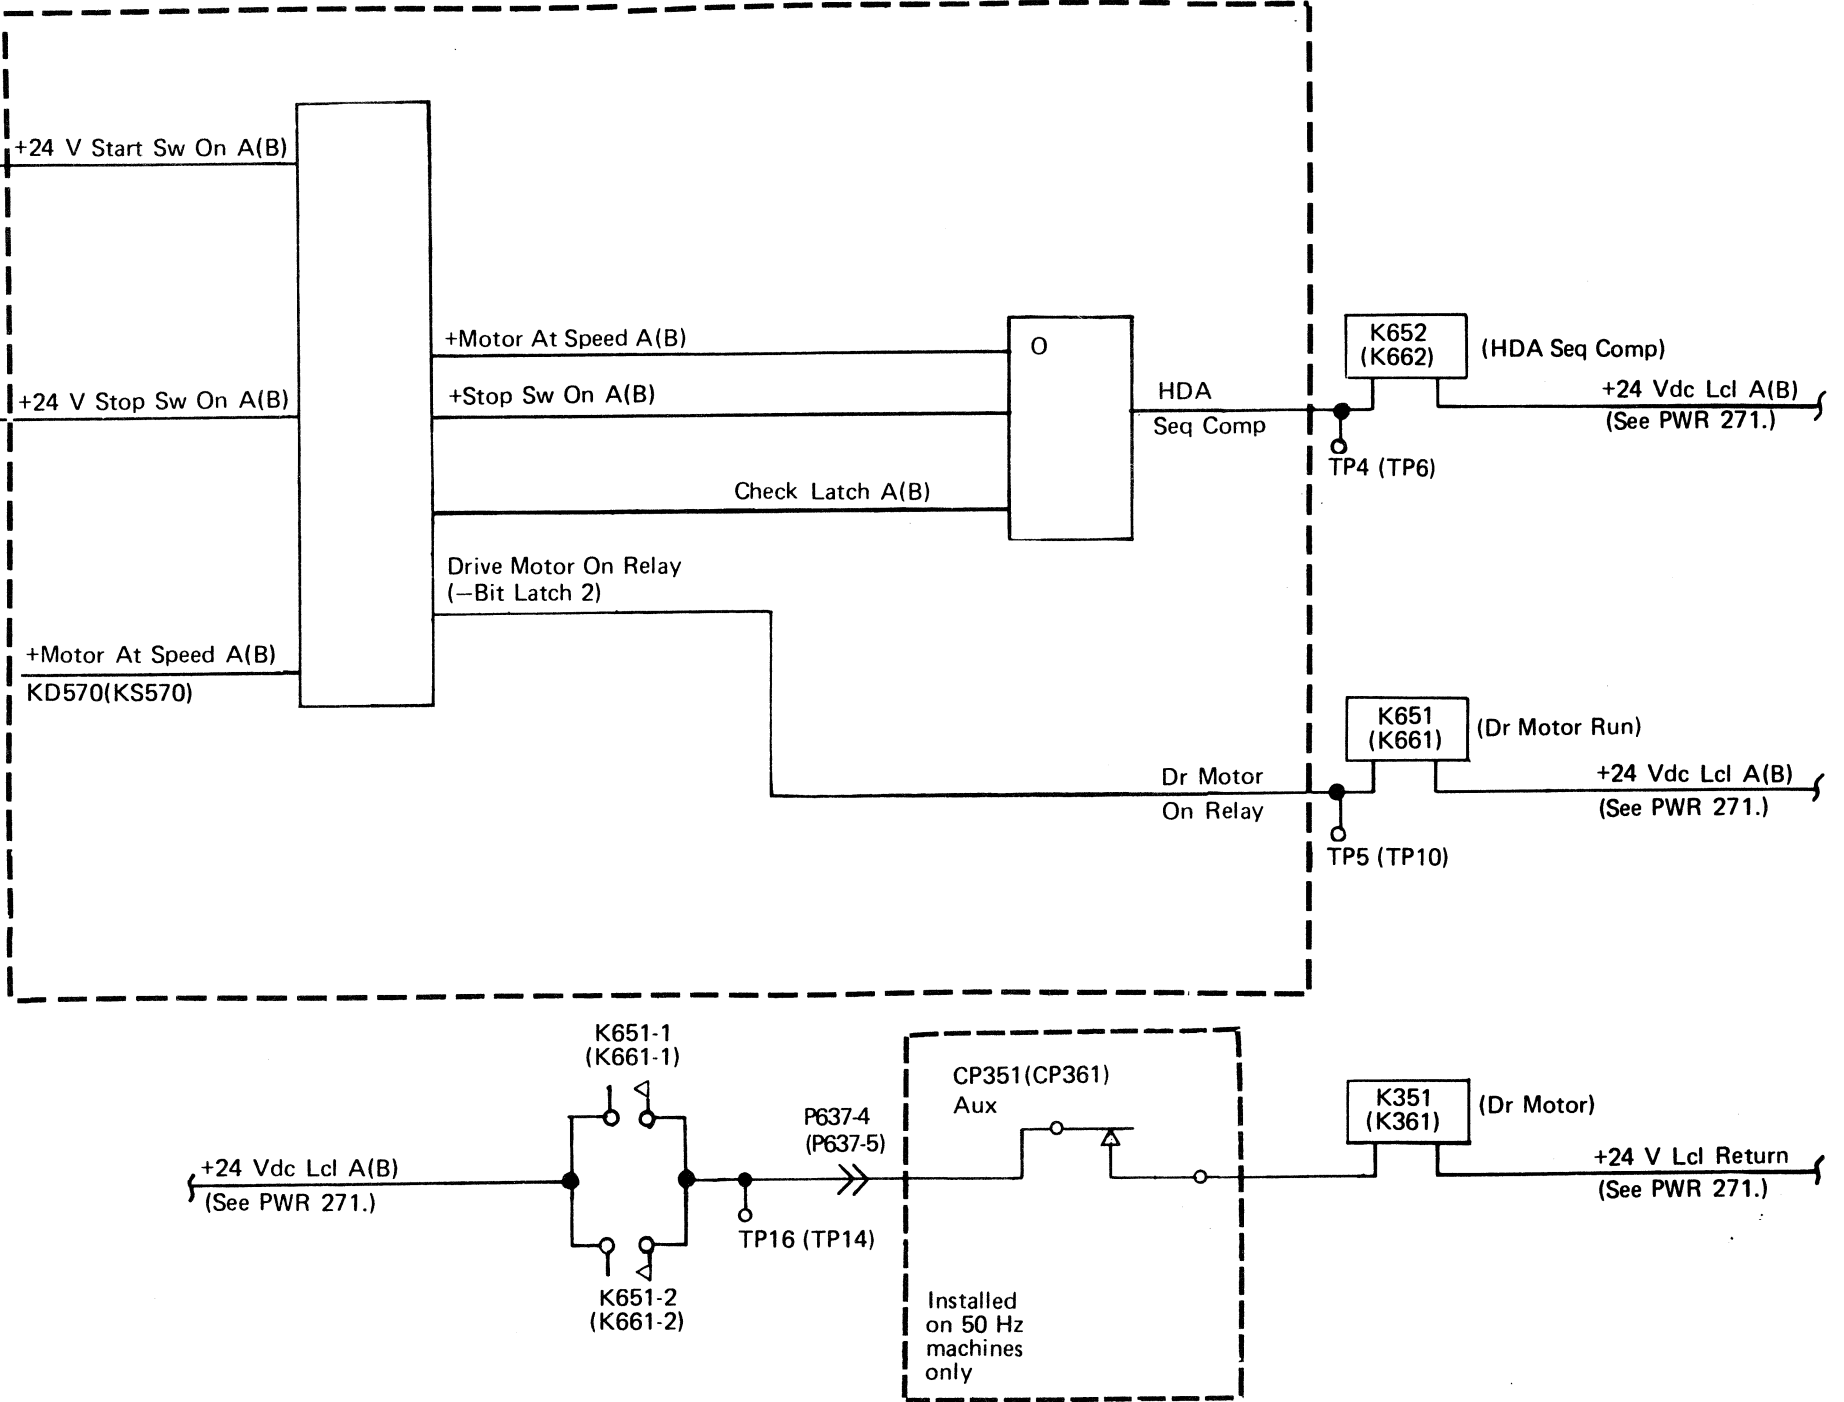 +24 V Start Sw On A(B)
+Motor At Speed A(B)
O
K652
(K662)
(HDA Seq Comp)
+24 V Stop Sw On A(B)
+Stop Sw On A(B)
HDA
Seq Comp
+24 Vdc Lcl A(B)
(See PWR 271.)
TP4 (TP6)
Check Latch A(B)
Drive Motor On Relay
(—Bit Latch 2)
+Motor At Speed A(B)
KD570(KS570)
K651
(K661)
(Dr Motor Run)
Dr Motor
On Relay
+24 Vdc Lcl A(B)
(See PWR 271.)
TP5 (TP10)
K651-1
(K661-1)
CP351(CP361)
Aux
K351
(K361)
(Dr Motor)
P637-4
(P637-5)
+24 Vdc Lcl A(B)
(See PWR 271.)
+24 V Lcl Return
(See PWR 271.)
TP16 (TP14)
K651-2
(K661-2)
Installed
on 50 Hz
machines
only